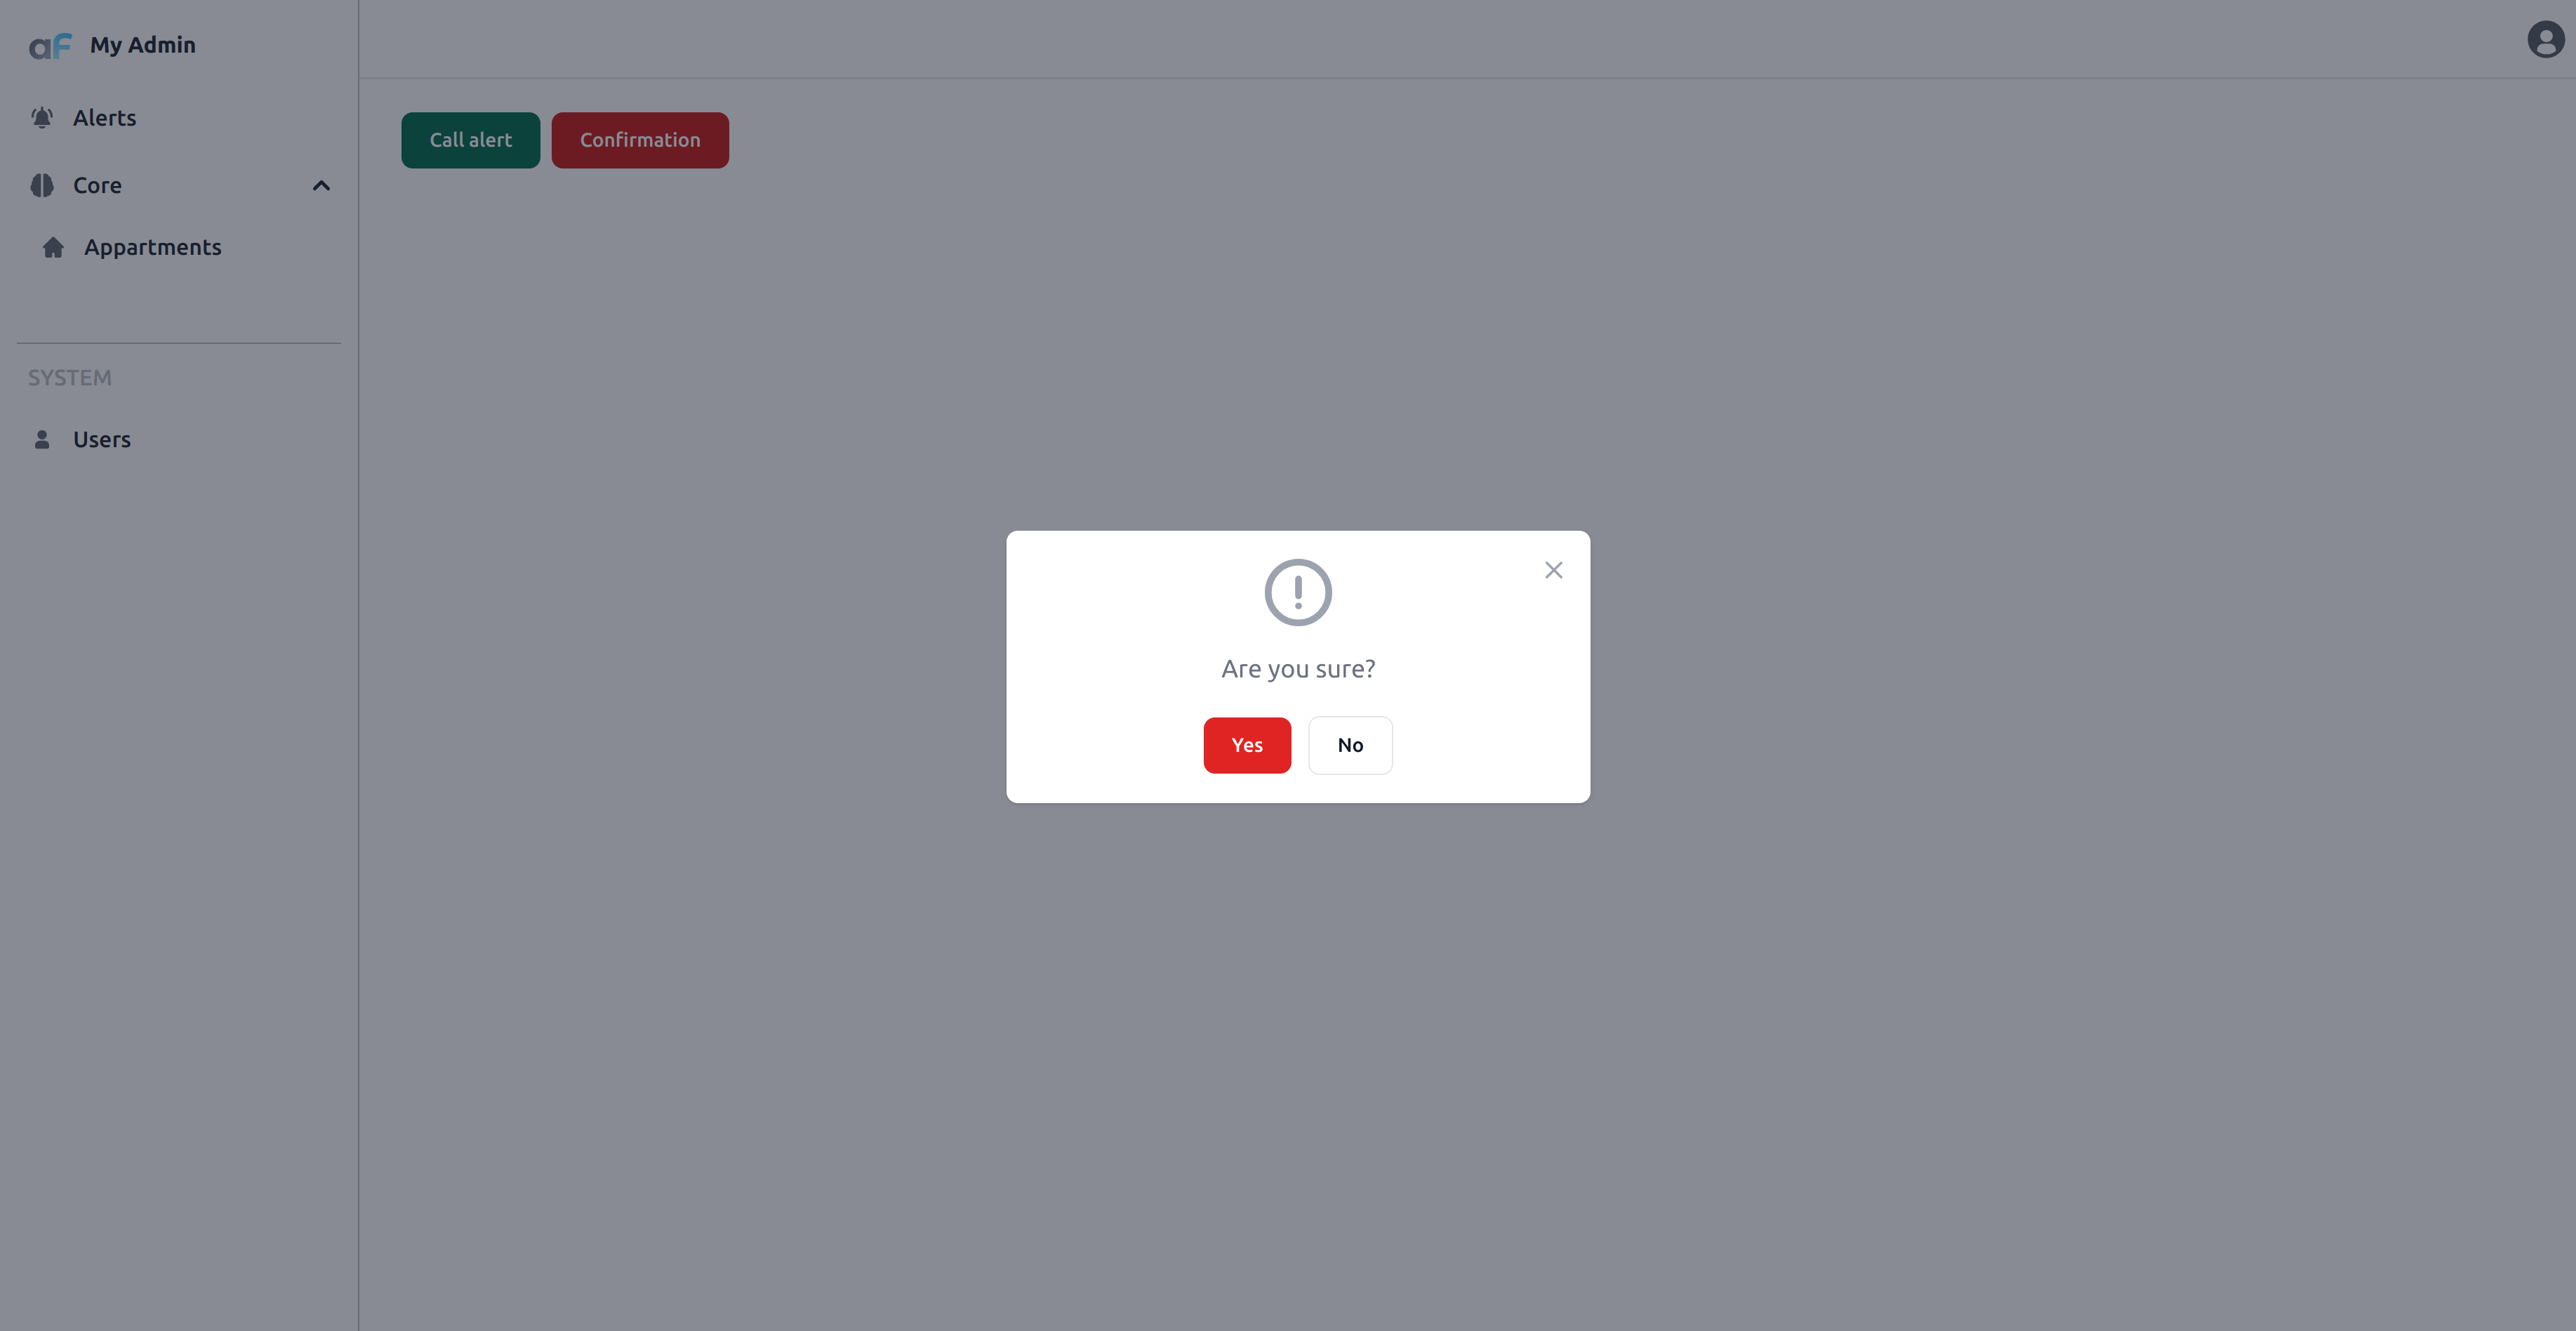 aF My Admin
Alerts
Call alert Confirmation
Core
Appartments
SYSTEM
Users
Are you sure?
Yes No